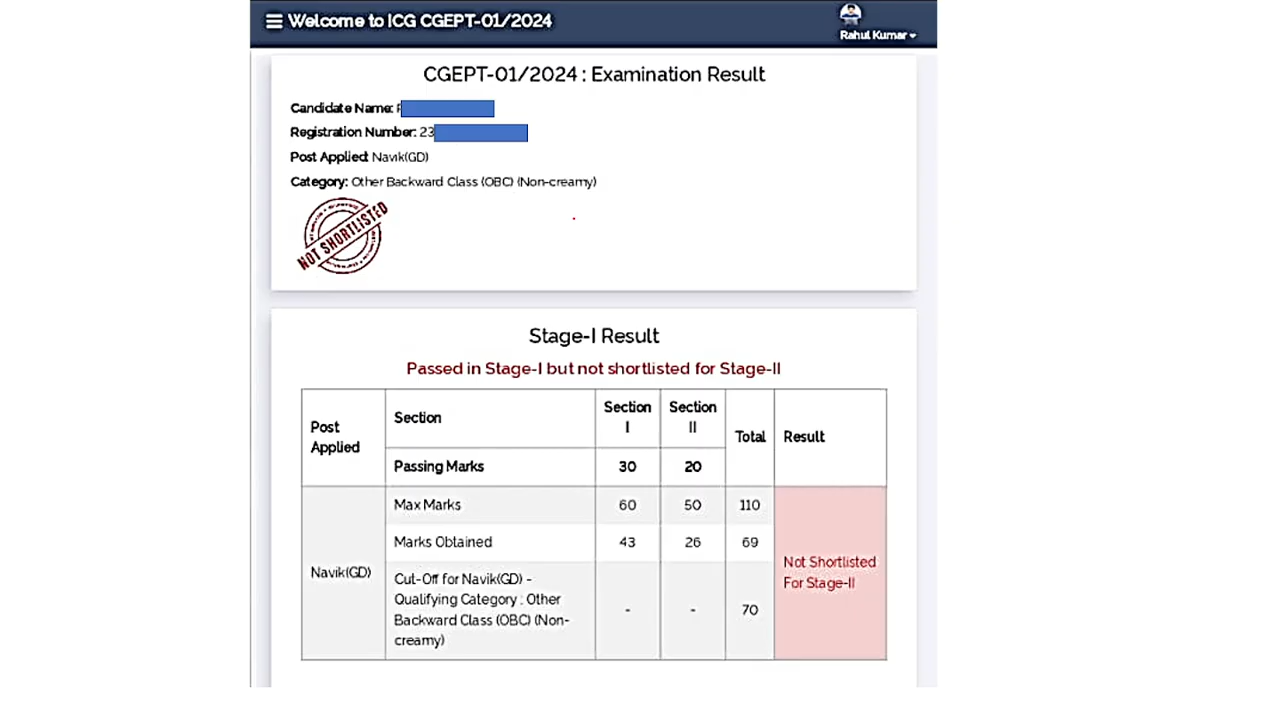 Welcome to ICG CGEPT-01/2024
Rahul Kumar
CGEPT-01/2024 : Examination Result
Candidate Name:
Registration Number: 23
Post Applied: Navik(GD)
Category: Other Backward Class (OBC) (Non-creamy)
NOT SHORTLISTED
Stage-I Result
Passed in Stage-I but not shortlisted for Stage-II
Post Applied Section Section I Section II Total Result
Passing Marks 30 20
Navik(GD) Max Marks 60 50 110 Not Shortlisted For Stage-II
Marks Obtained 43 26 69
Cut-Off for Navik(GD) - Qualifying Category : Other Backward Class (OBC) (Non-creamy) - - 70